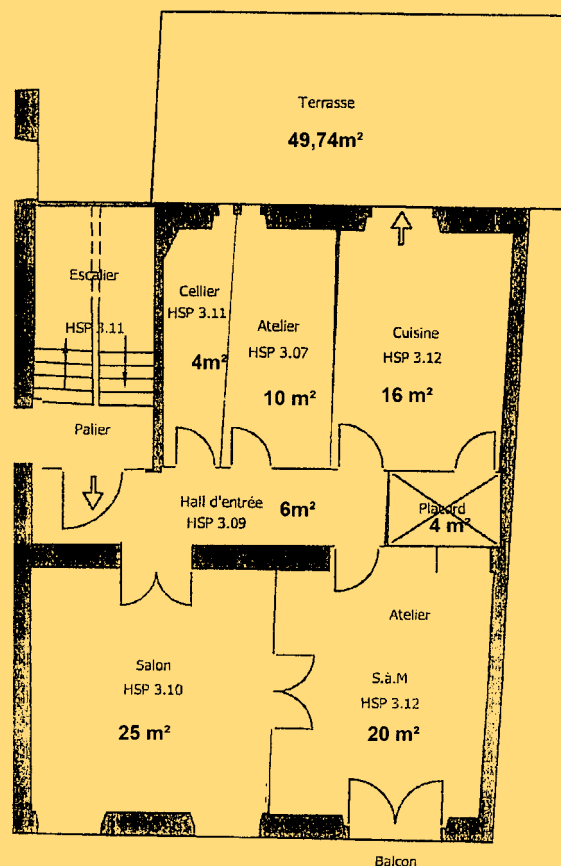 Terrasse
49,74m²
Escalier
HSP 3.11
Cellier
HSP 3.11
4m²
Atelier
HSP 3.07
10 m²
Cuisine
HSP 3.12
16 m²
Palier
Hall d'entrée
HSP 3.09
6m²
Placard
4 m²
Atelier
Salon
HSP 3.10
25 m²
S.à.M
HSP 3.12
20 m²
Balcon